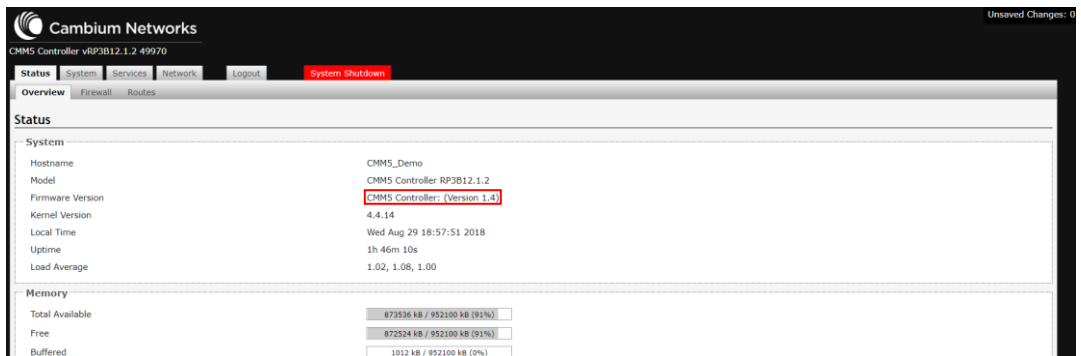 Unsaved Changes: 0
Cambium Networks
CMM5 Controller vRP3B12.1.2 49970
Status System Services Network Logout System Shutdown
Overview Firewall Routes
Status
System
Hostname CMM5_Demo
Model CMM5 Controller RP3B12.1.2
Firmware Version CMM5 Controller: (Version 1.4)
Kernel Version 4.4.14
Local Time Wed Aug 29 18:57:51 2018
Uptime 1h 46m 10s
Load Average 1.02, 1.08, 1.00
Memory
Total Available 873536 kB / 952100 kB (91%)
Free 872524 kB / 952100 kB (91%)
Buffered 1012 kB / 952100 kB (0%)